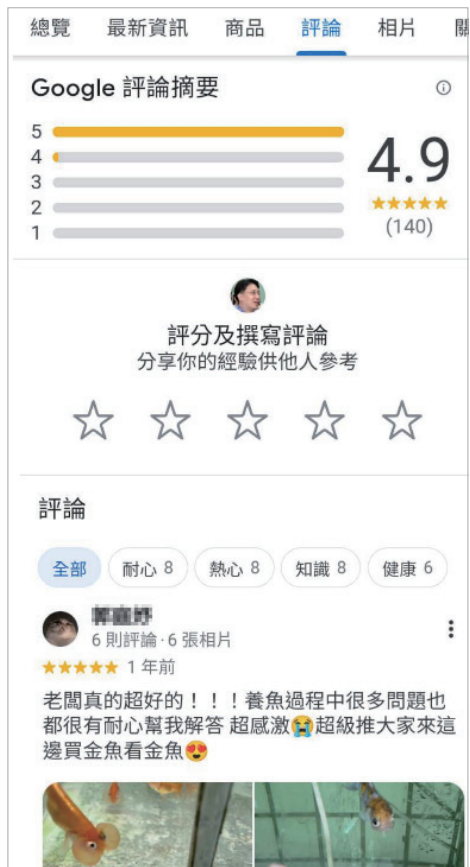 總覽 最新資訊 商品 評論 相片
Google 評論摘要
5
4
3
2
1
4.9
(140)
評分及撰寫評論
分享你的經驗供他人參考
評論
全部 耐心 8 熱心 8 知識 8 健康 6
6 則評論·6 張相片
1 年前
老闆真的超好的！！！養魚過程中很多問題也
都很有耐心幫我解答 超感激😭超級推大家來這
邊買金魚看金魚😍